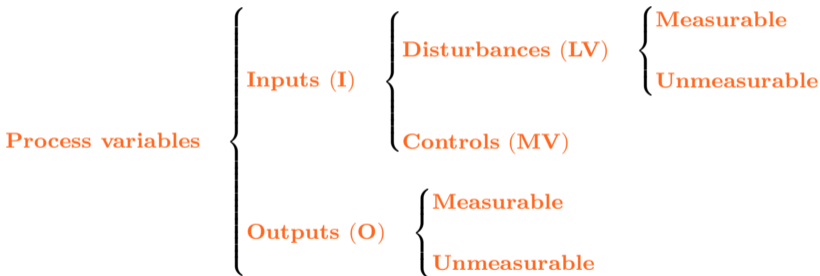 Measurable
Disturbances (LV)
Inputs (I)
Unmeasurable
Process variables
Controls (MV)
Measurable
Outputs (O)
Unmeasurable